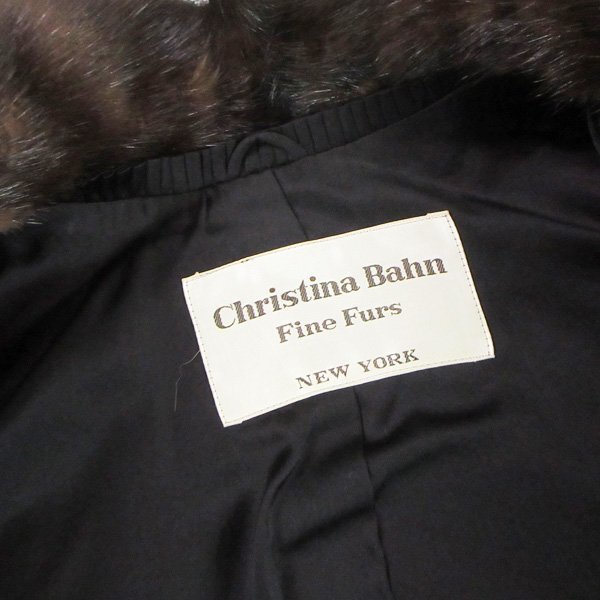 Christina Bahn
Fine Furs
NEW YORK